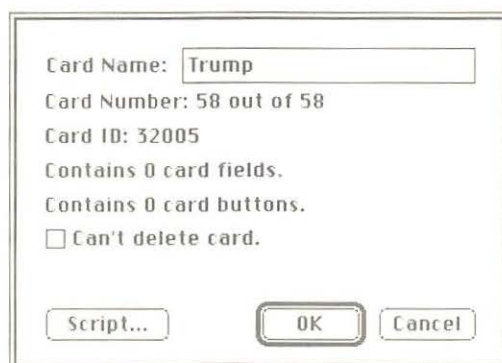 Card Name: Trump
Card Number: 58 out of 58
Card ID: 32005
Contains 0 card fields.
Contains 0 card buttons.
Can't delete card.
Script... OK Cancel